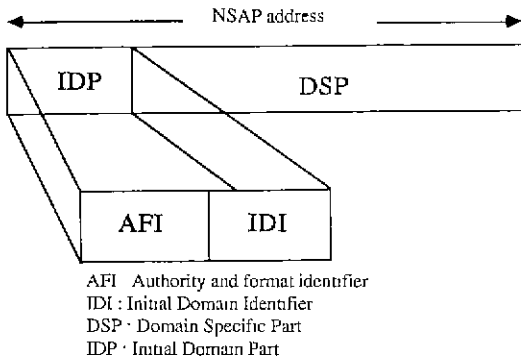 NSAP address
IDP DSP
AFI IDI
AFI Authority and format identifier
IDI : Initial Domain Identifier
DSP · Domain Specific Part
IDP · Initial Domain Part